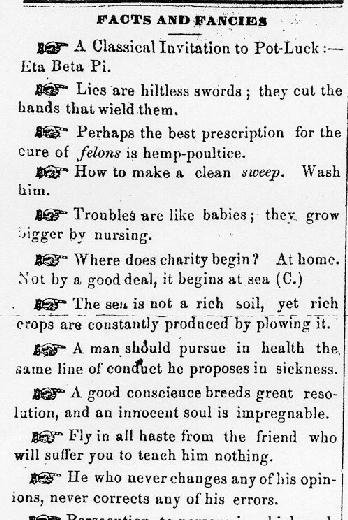 FACTS AND FANCIES
☞ A Classical Invitation to Pot-Luck:—
Eta Beta Pi.
☞ Lies are hiltless swords; they cut the
hands that wield them.
☞ Perhaps the best prescription for the
cure of felons is hemp-poultice.
☞ How to make a clean sweep. Wash
him.
☞ Troubles are like babies; they grow
bigger by nursing.
☞ Where does charity begin? At home.
Not by a good deal, it begins at sea (C.)
☞ The sea is not a rich soil, yet rich
crops are constantly produced by plowing it.
☞ A man should pursue in health the
same line of conduct he proposes in sickness.
☞ A good conscience breeds great reso-
lution, and an innocent soul is impregnable.
☞ Fly in all haste from the friend who
will suffer you to teach him nothing.
☞ He who never changes any of his opin-
ions, never corrects any of his errors.